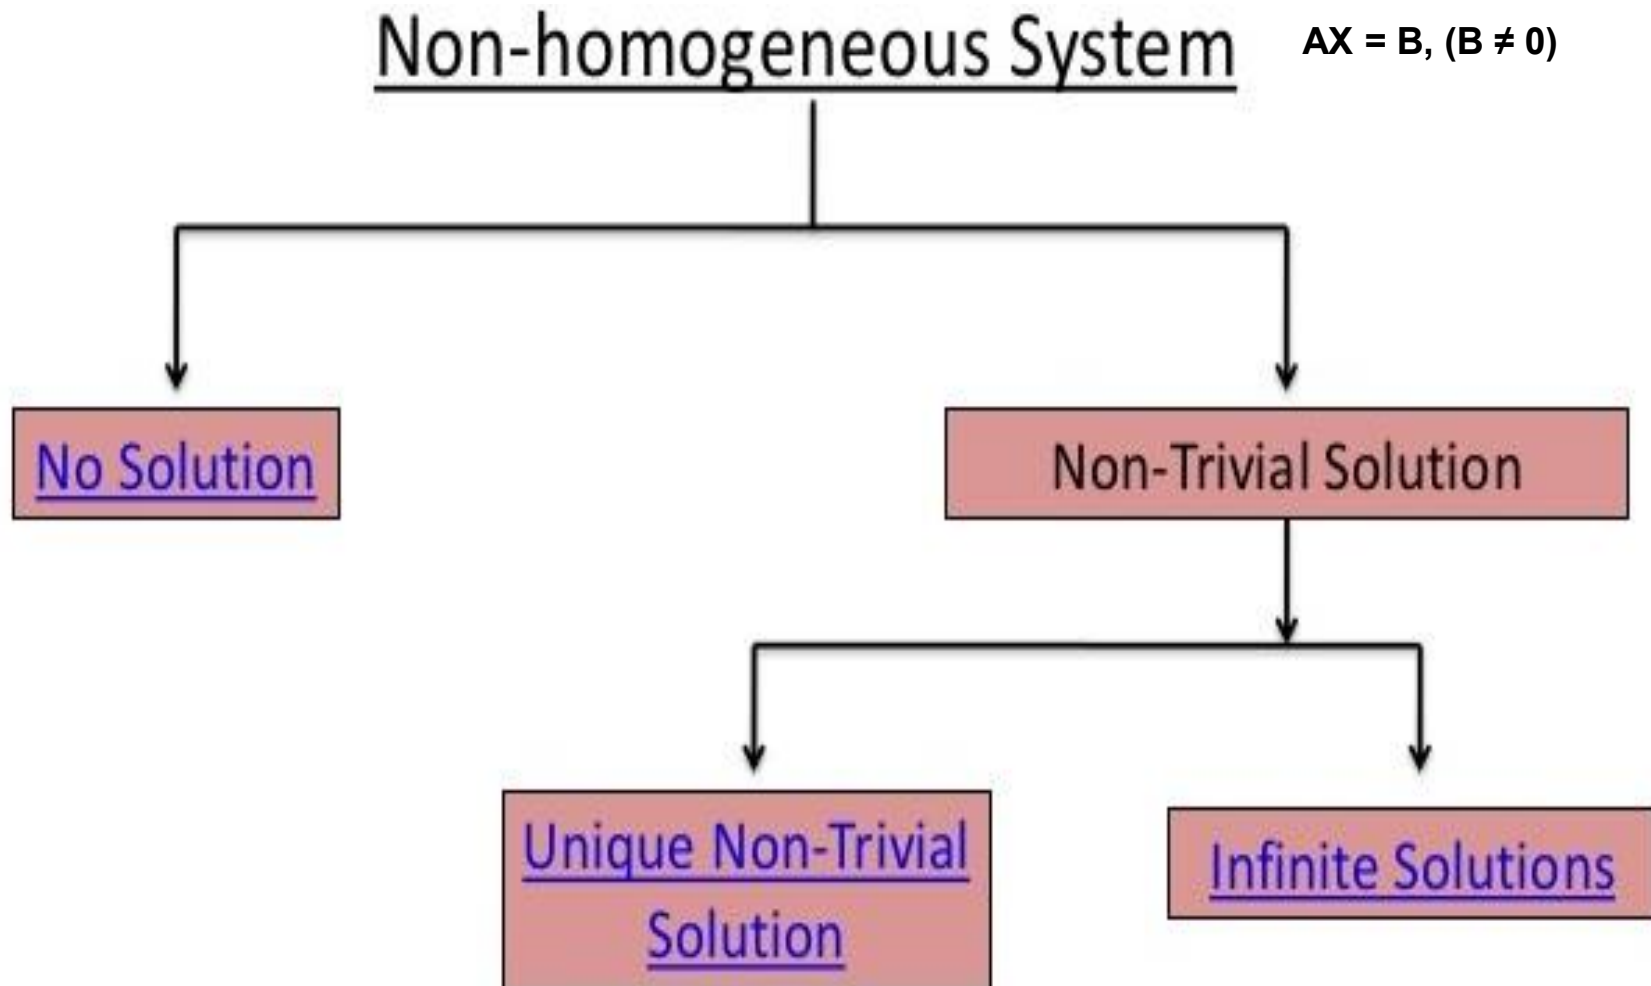 Non-homogeneous System
AX = B, (B ≠ 0)
No Solution
Non-Trivial Solution
Unique Non-Trivial
Solution
Infinite Solutions